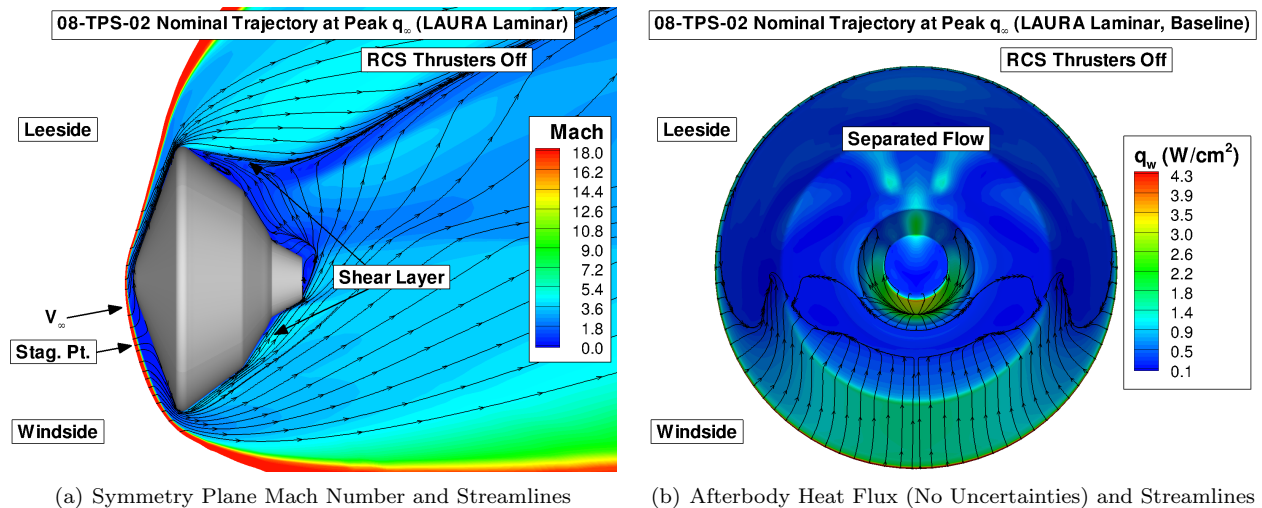 08-TPS-02 Nominal Trajectory at Peak q∞ (LAURA Laminar)
RCS Thrusters Off
Leeside
Mach
18.0
16.2
14.4
12.6
10.8
9.0
7.2
5.4
3.6
1.8
0.0
Shear Layer
V∞
Stag. Pt.
Windside
(a) Symmetry Plane Mach Number and Streamlines
08-TPS-02 Nominal Trajectory at Peak q∞ (LAURA Laminar, Baseline)
RCS Thrusters Off
Leeside
Separated Flow
qw (W/cm²)
4.3
3.9
3.5
3.0
2.6
2.2
1.8
1.4
0.9
0.5
0.1
Windside
(b) Afterbody Heat Flux (No Uncertainties) and Streamlines